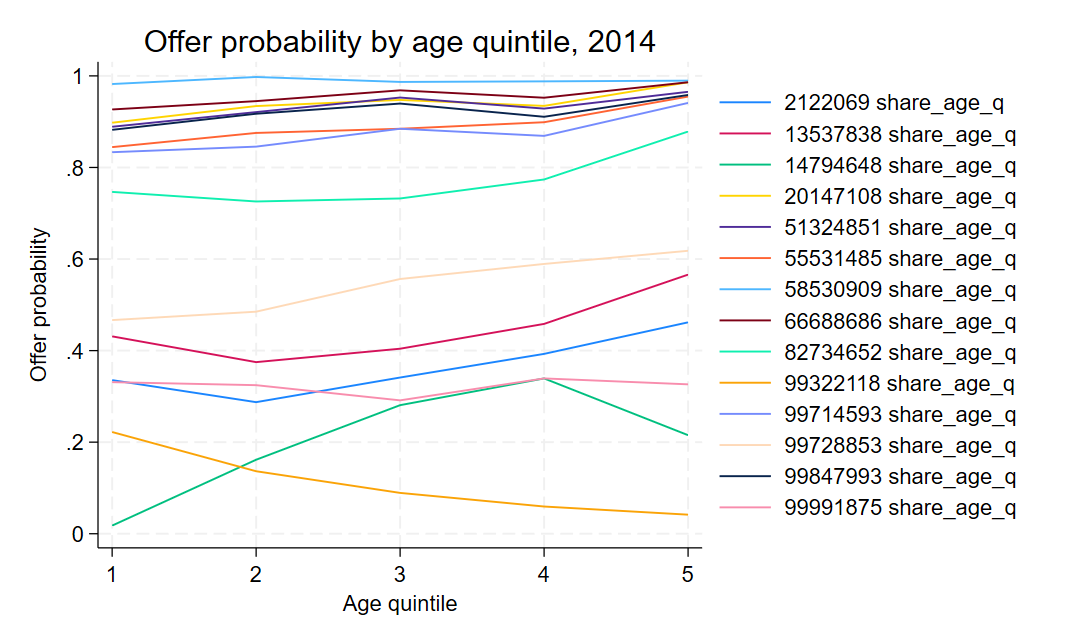 Offer probability by age quintile, 2014
Offer probability
1
.8
.6
.4
.2
0
1 2 3 4 5
Age quintile
2122069 share_age_q
13537838 share_age_q
14794648 share_age_q
20147108 share_age_q
51324851 share_age_q
55531485 share_age_q
58530909 share_age_q
66688686 share_age_q
82734652 share_age_q
99322118 share_age_q
99714593 share_age_q
99728853 share_age_q
99847993 share_age_q
99991875 share_age_q